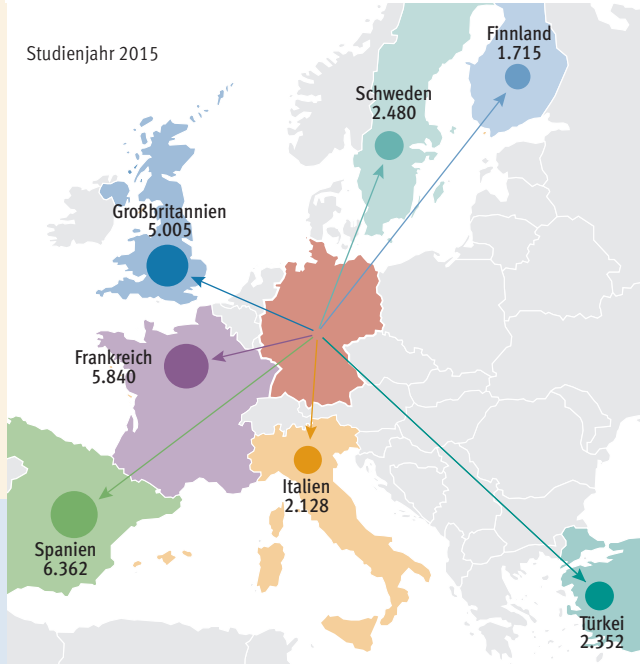 Studienjahr 2015
Finnland
1.715
Schweden
2.480
Großbritannien
5.005
Frankreich
5.840
Italien
2.128
Spanien
6.362
Türkei
2.352